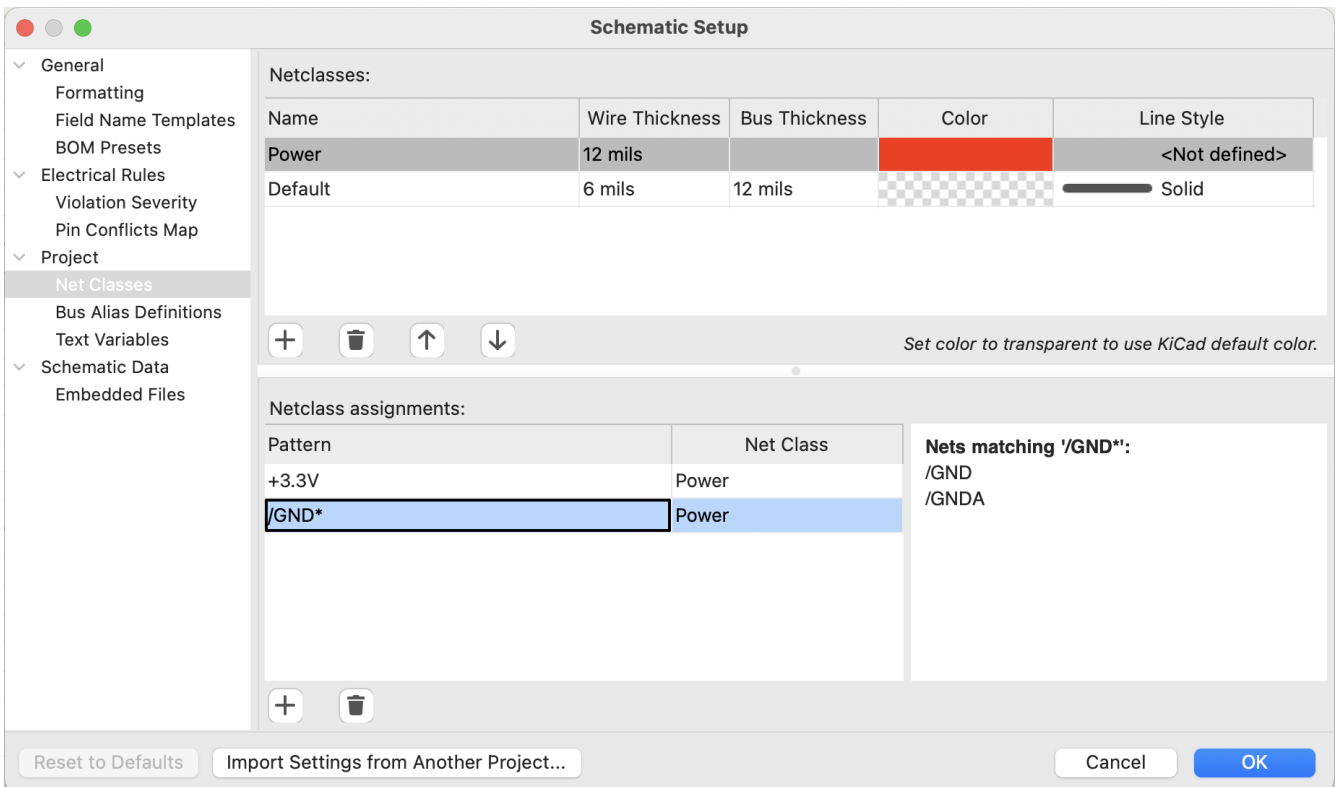 Schematic Setup
General
Formatting
Field Name Templates
BOM Presets
Electrical Rules
Violation Severity
Pin Conflicts Map
Project
Net Classes
Bus Alias Definitions
Text Variables
Schematic Data
Embedded Files
Netclasses:
Name Wire Thickness Bus Thickness Color Line Style
Power 12 mils <Not defined>
Default 6 mils 12 mils Solid
Set color to transparent to use KiCad default color.
Netclass assignments:
Pattern Net Class
+3.3V Power
/GND* Power
Nets matching '/GND*':
/GND
/GNDA
Reset to Defaults Import Settings from Another Project... Cancel OK